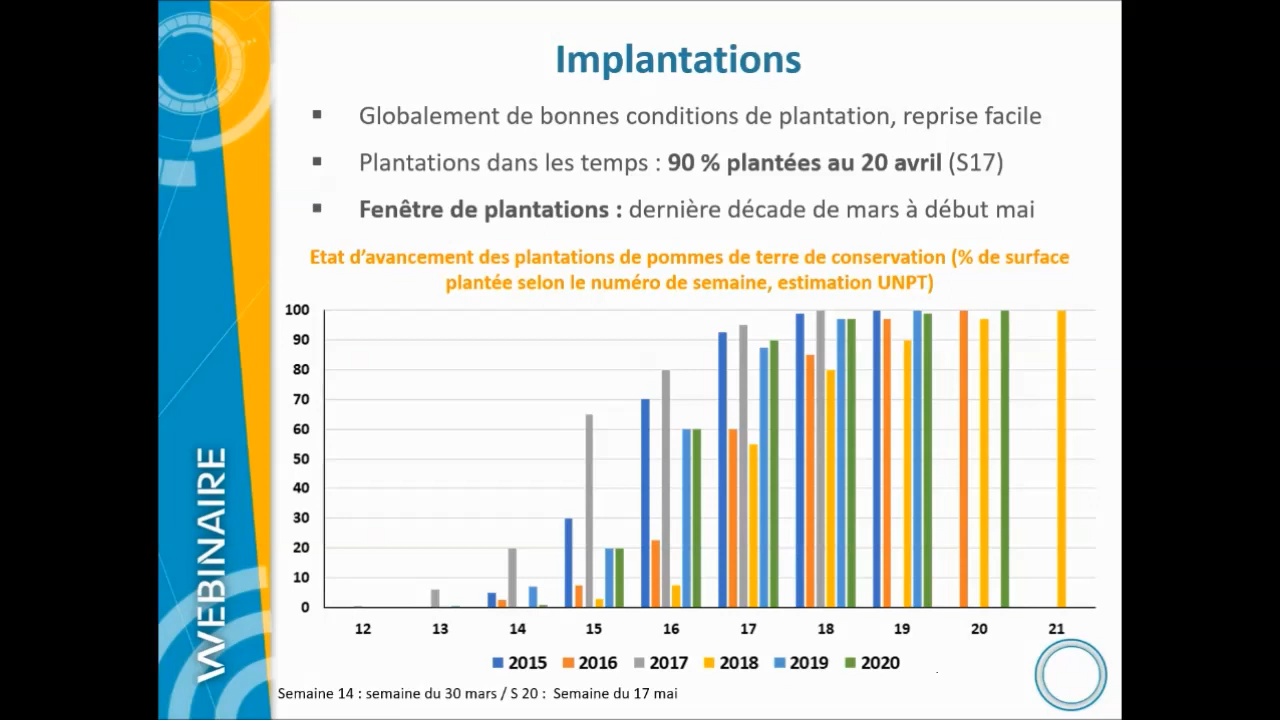 Implantations
▪ Globalement de bonnes conditions de plantation, reprise facile
▪ Plantations dans les temps : 90 % plantées au 20 avril (S17)
▪ Fenêtre de plantations : dernière décade de mars à début mai
Etat d’avancement des plantations de pommes de terre de conservation (% de surface
plantée selon le numéro de semaine, estimation UNPT)
100
90
80
70
60
50
40
30
20
10
0
12 13 14 15 16 17 18 19 20 21
2015 2016 2017 2018 2019 2020
Semaine 14 : semaine du 30 mars / S 20 : Semaine du 17 mai
WEBINAIRE